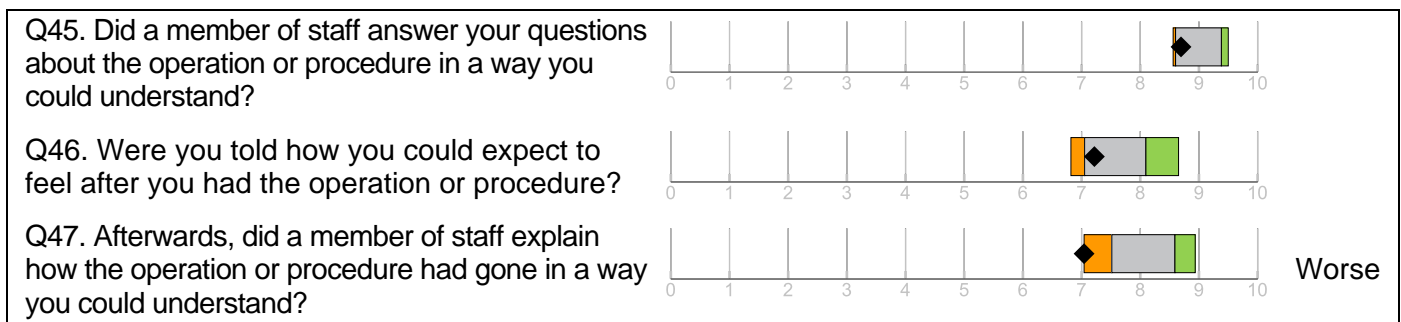 Q45. Did a member of staff answer your questions
about the operation or procedure in a way you
could understand?
0 1 2 3 4 5 6 7 8 9 10
Q46. Were you told how you could expect to
feel after you had the operation or procedure?
0 1 2 3 4 5 6 7 8 9 10
Q47. Afterwards, did a member of staff explain
how the operation or procedure had gone in a way
you could understand?
0 1 2 3 4 5 6 7 8 9 10
Worse